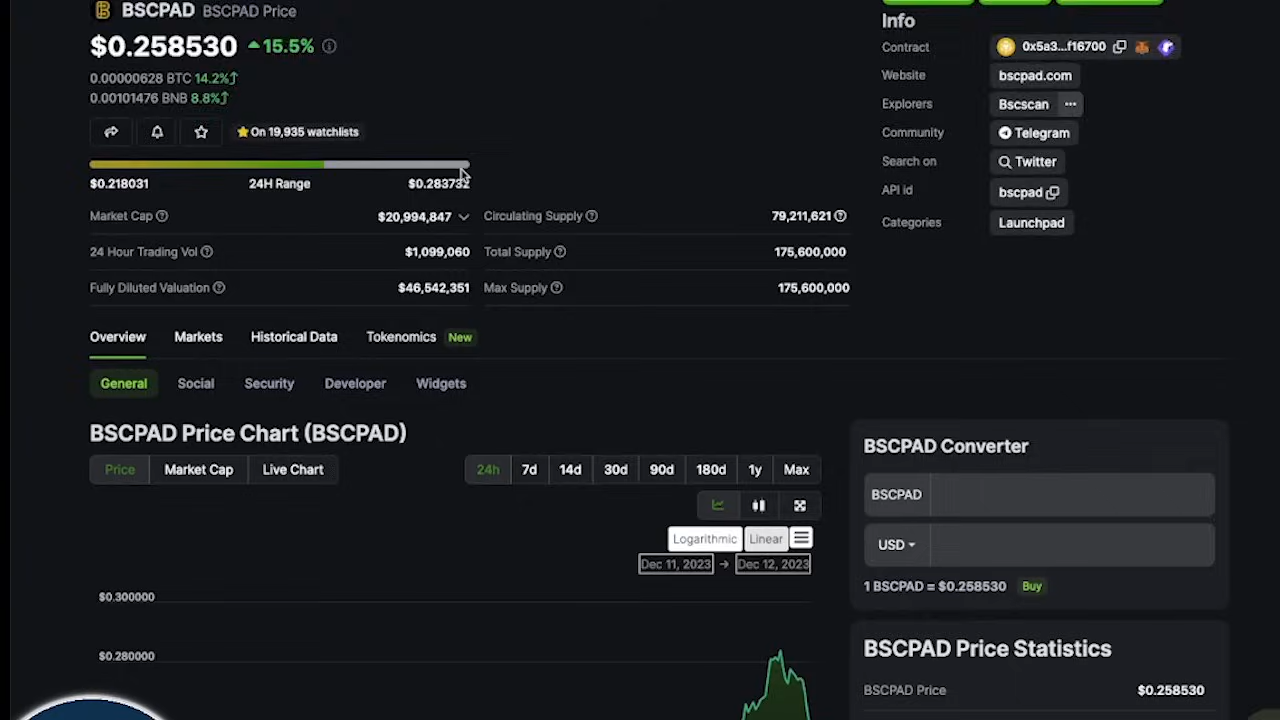 BSCPAD BSCPAD Price
$0.258530 15.5%
0.00000628 BTC 14.2%
0.00101476 BNB 8.8%
On 19,935 watchlists
$0.218031 24H Range $0.283732
Market Cap $20,994,847
24 Hour Trading Vol $1,099,060
Fully Diluted Valuation $46,542,351
Circulating Supply 79,211,621
Total Supply 175,600,000
Max Supply 175,600,000
Info
Contract 0x5a3...f16700
Website bscpad.com
Explorers Bscscan
Community Telegram
Search on Twitter
API id bscpad
Categories Launchpad
Overview Markets Historical Data Tokenomics New
General Social Security Developer Widgets
BSCPAD Price Chart (BSCPAD)
Price Market Cap Live Chart
24h 7d 14d 30d 90d 180d 1y Max
Logarithmic Linear
Dec 11, 2023 → Dec 12, 2023
$0.300000
$0.280000
BSCPAD Converter
BSCPAD
USD
1 BSCPAD = $0.258530 Buy
BSCPAD Price Statistics
BSCPAD Price $0.258530